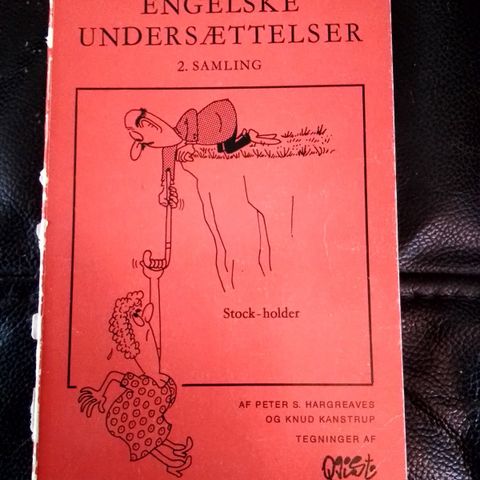 ENGELSKE
UNDERSÆTTELSER
2. SAMLING
Stock-holder
AF PETER S. HARGREAVES
OG KNUD KANSTRUP
TEGNINGER AF